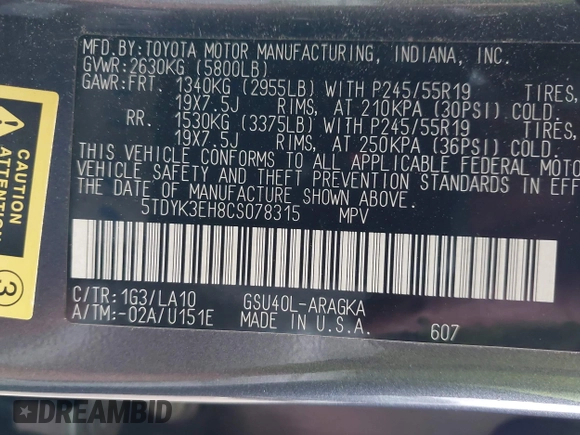 MFD.BY:TOYOTA MOTOR MANUFACTURING, INDIANA, INC.
GVWR:2630KG (5800LB)
GAWR:FRT. 1340KG (2955LB) WITH P245/55R19 TIRES,
19X7.5J RIMS, AT 210KPA (30PSI) COLD.
RR. 1530KG (3375LB) WITH P245/55R19 TIRES,
19X7.5J RIMS, AT 250KPA (36PSI) COLD.
THIS VEHICLE CONFORMS TO ALL APPLICABLE FEDERAL MOTOR
VEHICLE SAFETY AND THEFT PREVENTION STANDARDS IN EFF
DATE OF MANUFACTURE SHOWN ABOVE.
5TDYK3EH8CS078315 MPV
C/TR:1G3/LA10 GSU40L-ARAGKA
A/TM:-02A/U151E MADE IN U.S.A. 607
CAUTION
ATTENTION
3
DREAMBID